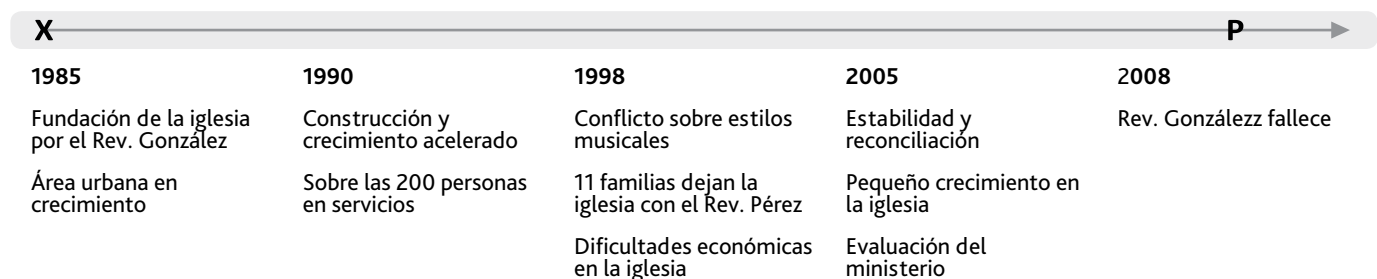 X
P
1985
Fundación de la iglesia
por el Rev. González
Área urbana en
crecimiento
1990
Construcción y
crecimiento acelerado
Sobre las 200 personas
en servicios
1998
Conflicto sobre estilos
musicales
11 familias dejan la
iglesia con el Rev. Pérez
Dificultades económicas
en la iglesia
2005
Estabilidad y
reconciliación
Pequeño crecimiento en
la iglesia
Evaluación del
ministerio
2008
Rev. Gonzálezz fallece